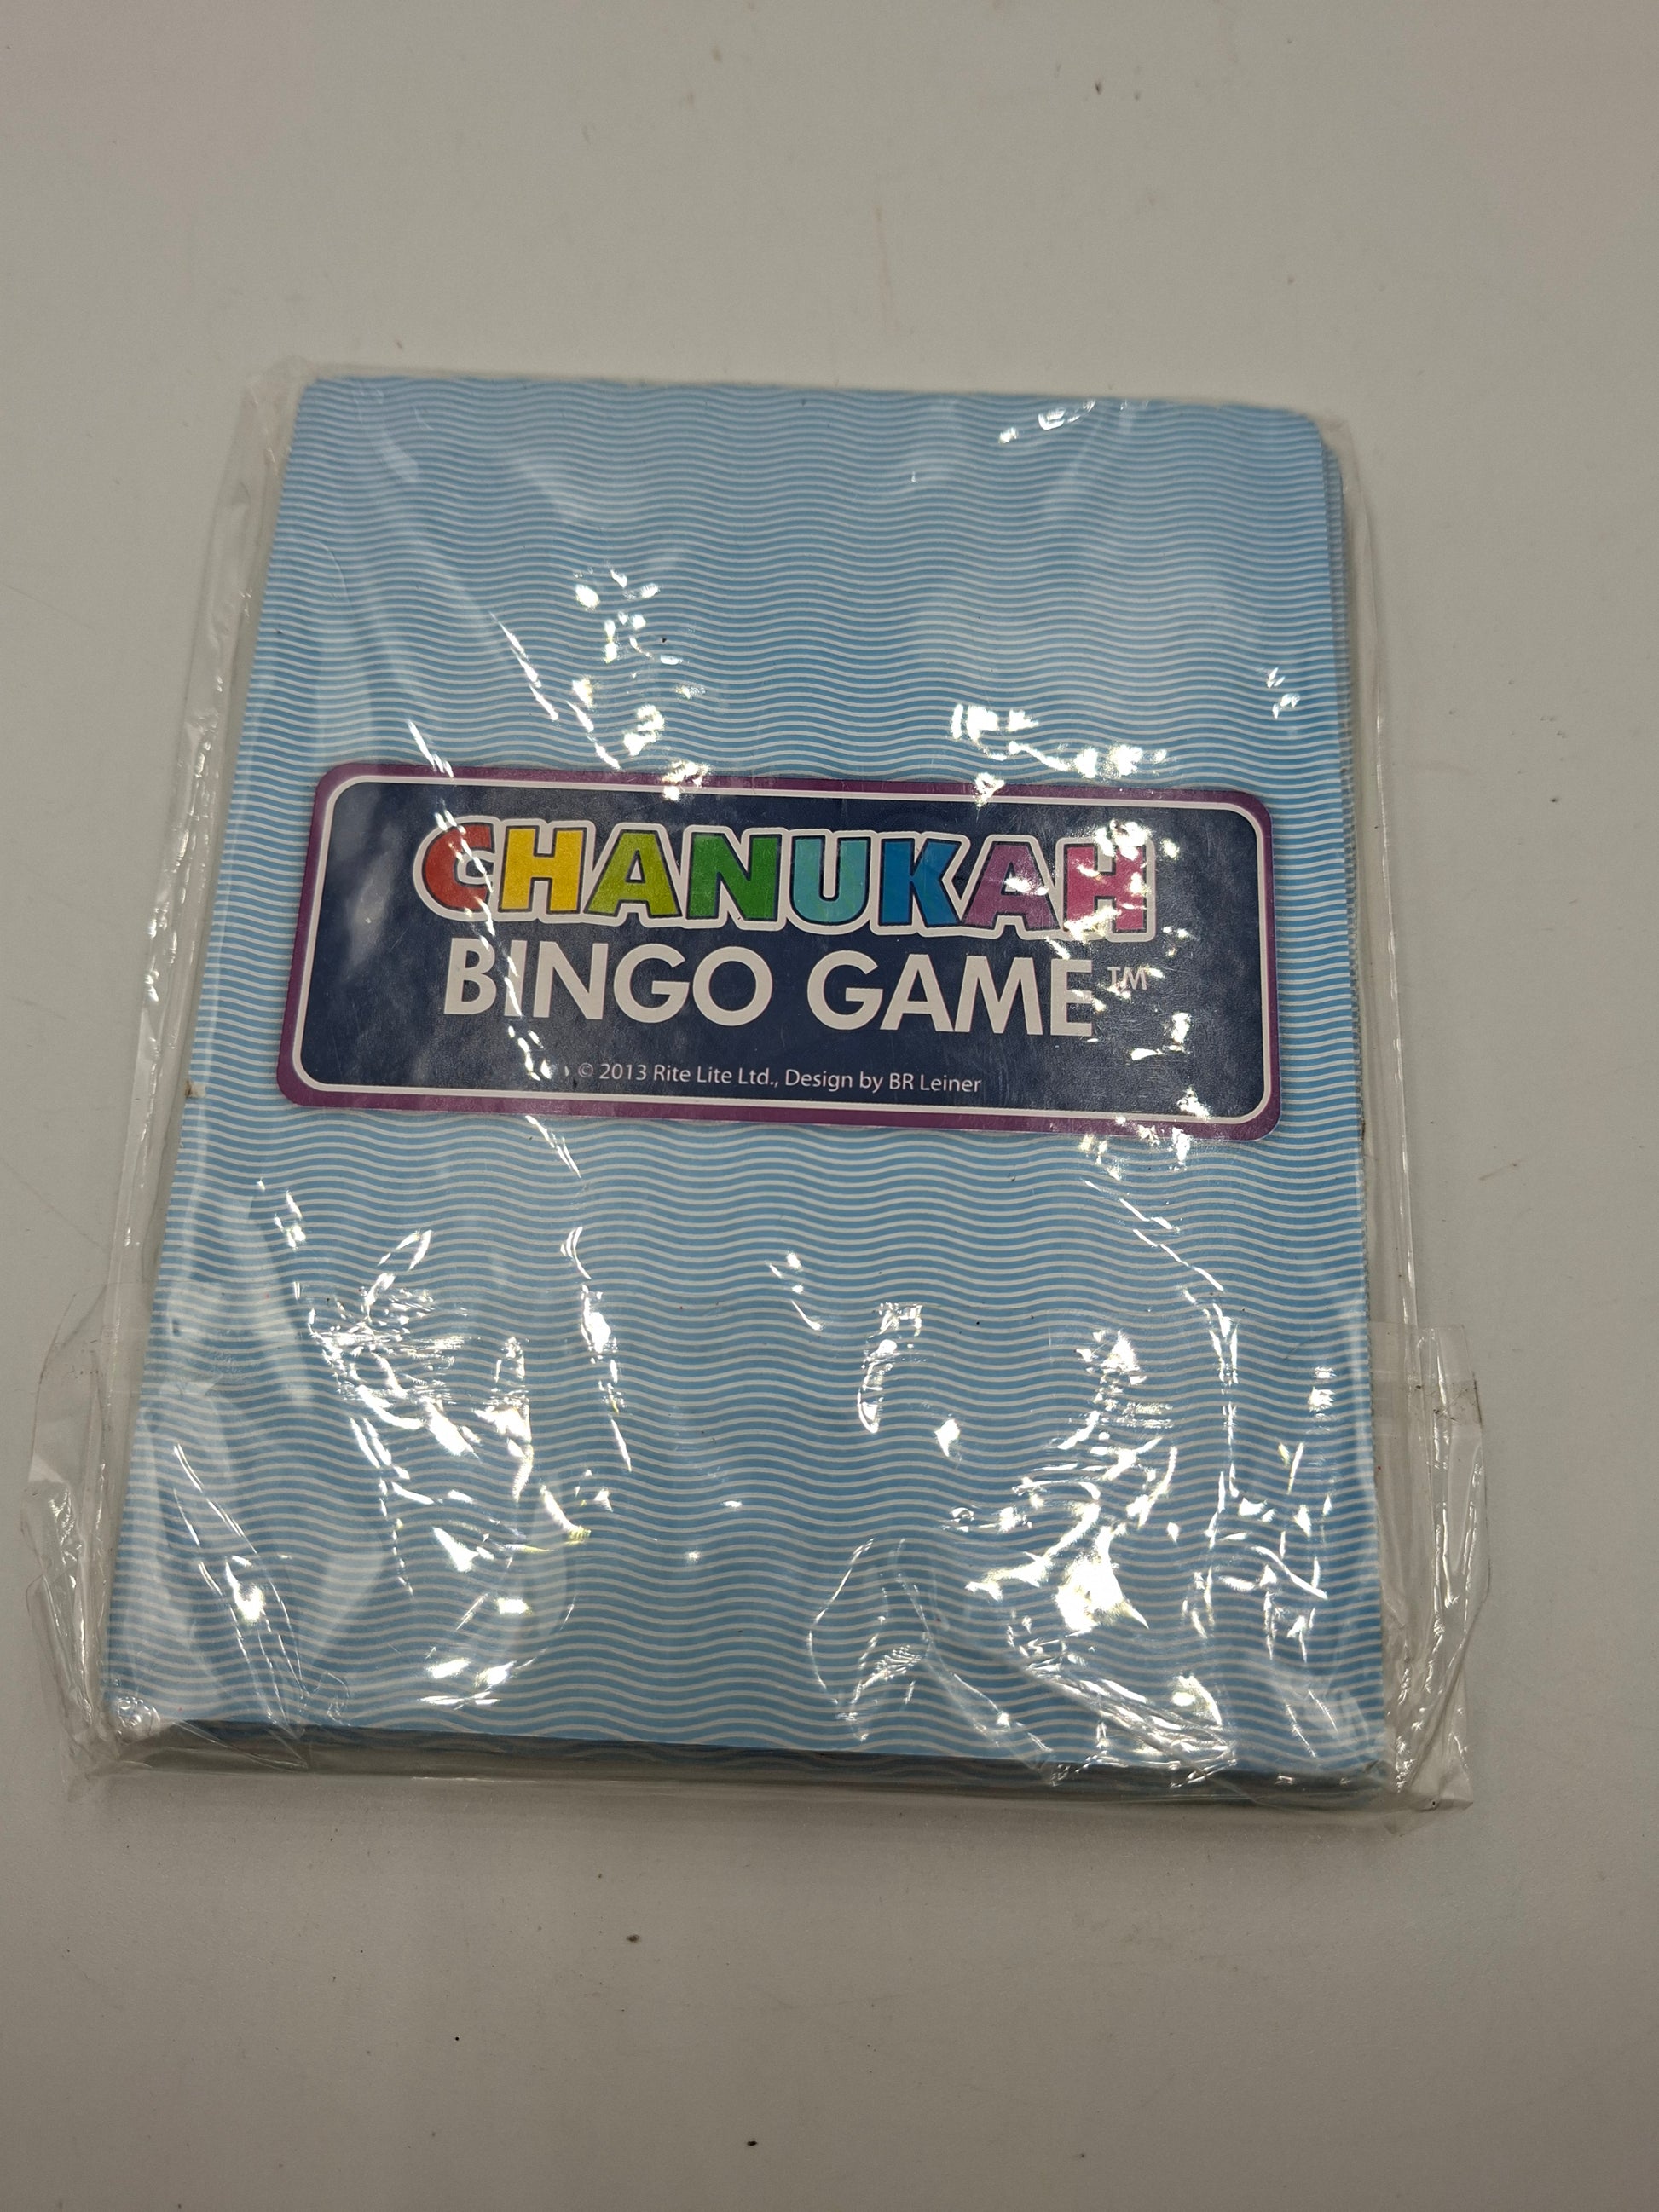 CHANUKAH
BINGO GAME™
© 2013 Rite Lite Ltd., Design by BR Leiner